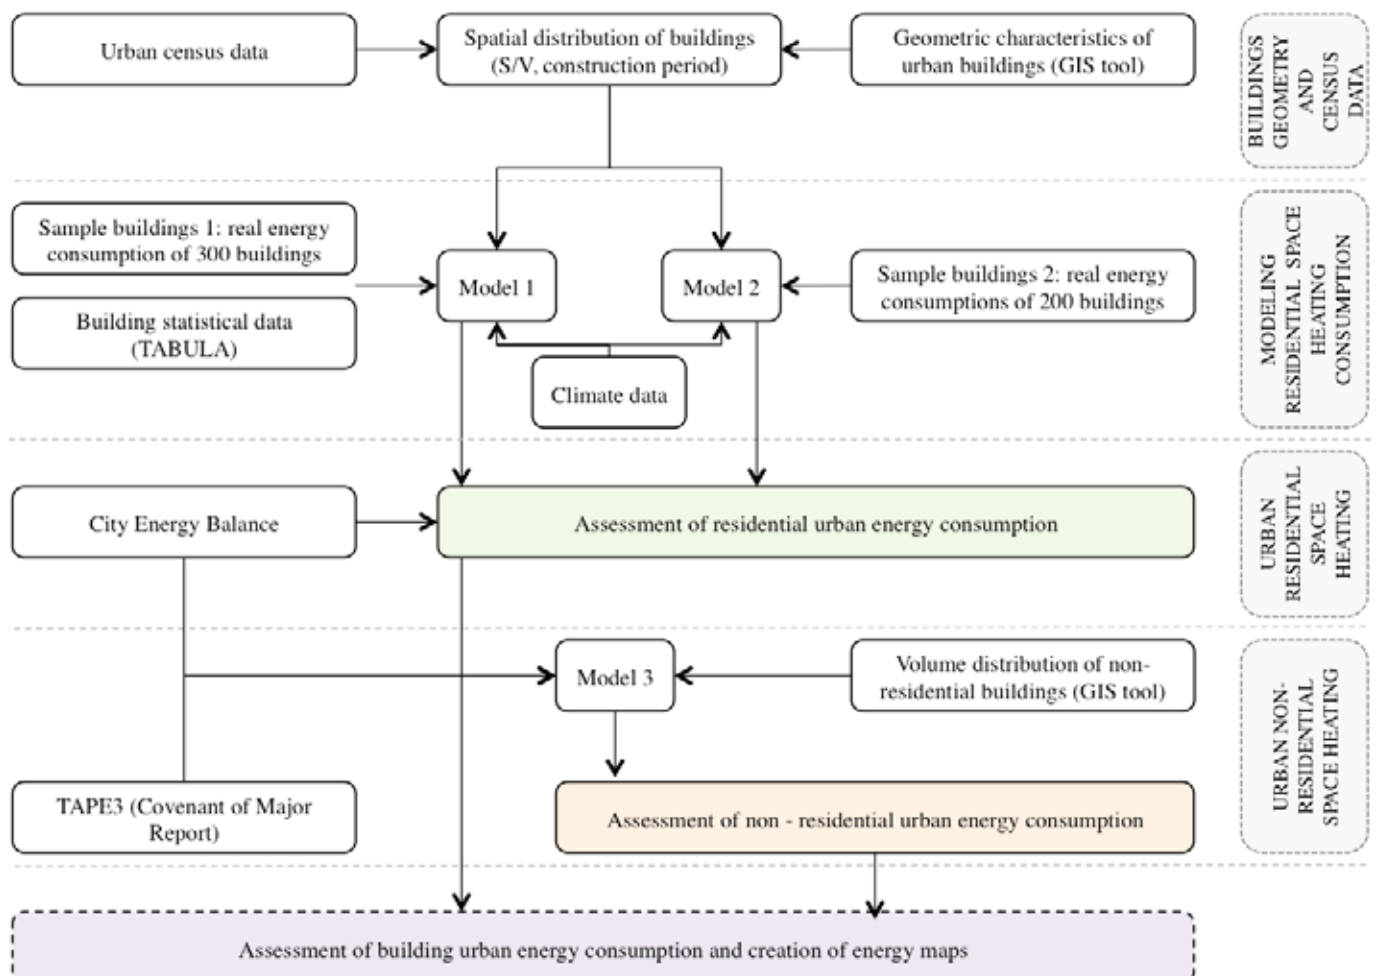 Urban census data
Spatial distribution of buildings
(S/V, construction period)
Geometric characteristics of
urban buildings (GIS tool)
BUILDINGS
GEOMETRY
AND
CENSUS
DATA
Sample buildings 1: real energy
consumption of 300 buildings
Building statistical data
(TABULA)
Model 1
Model 2
Sample buildings 2: real energy
consumptions of 200 buildings
Climate data
MODELING
RESIDENTIAL SPACE
HEATING
CONSUMPTION
City Energy Balance
Assessment of residential urban energy consumption
URBAN
RESIDENTIAL
SPACE
HEATING
Model 3
Volume distribution of non-
residential buildings (GIS tool)
TAPE3 (Covenant of Major
Report)
Assessment of non - residential urban energy consumption
URBAN NON-
RESIDENTIAL
SPACE HEATING
Assessment of building urban energy consumption and creation of energy maps